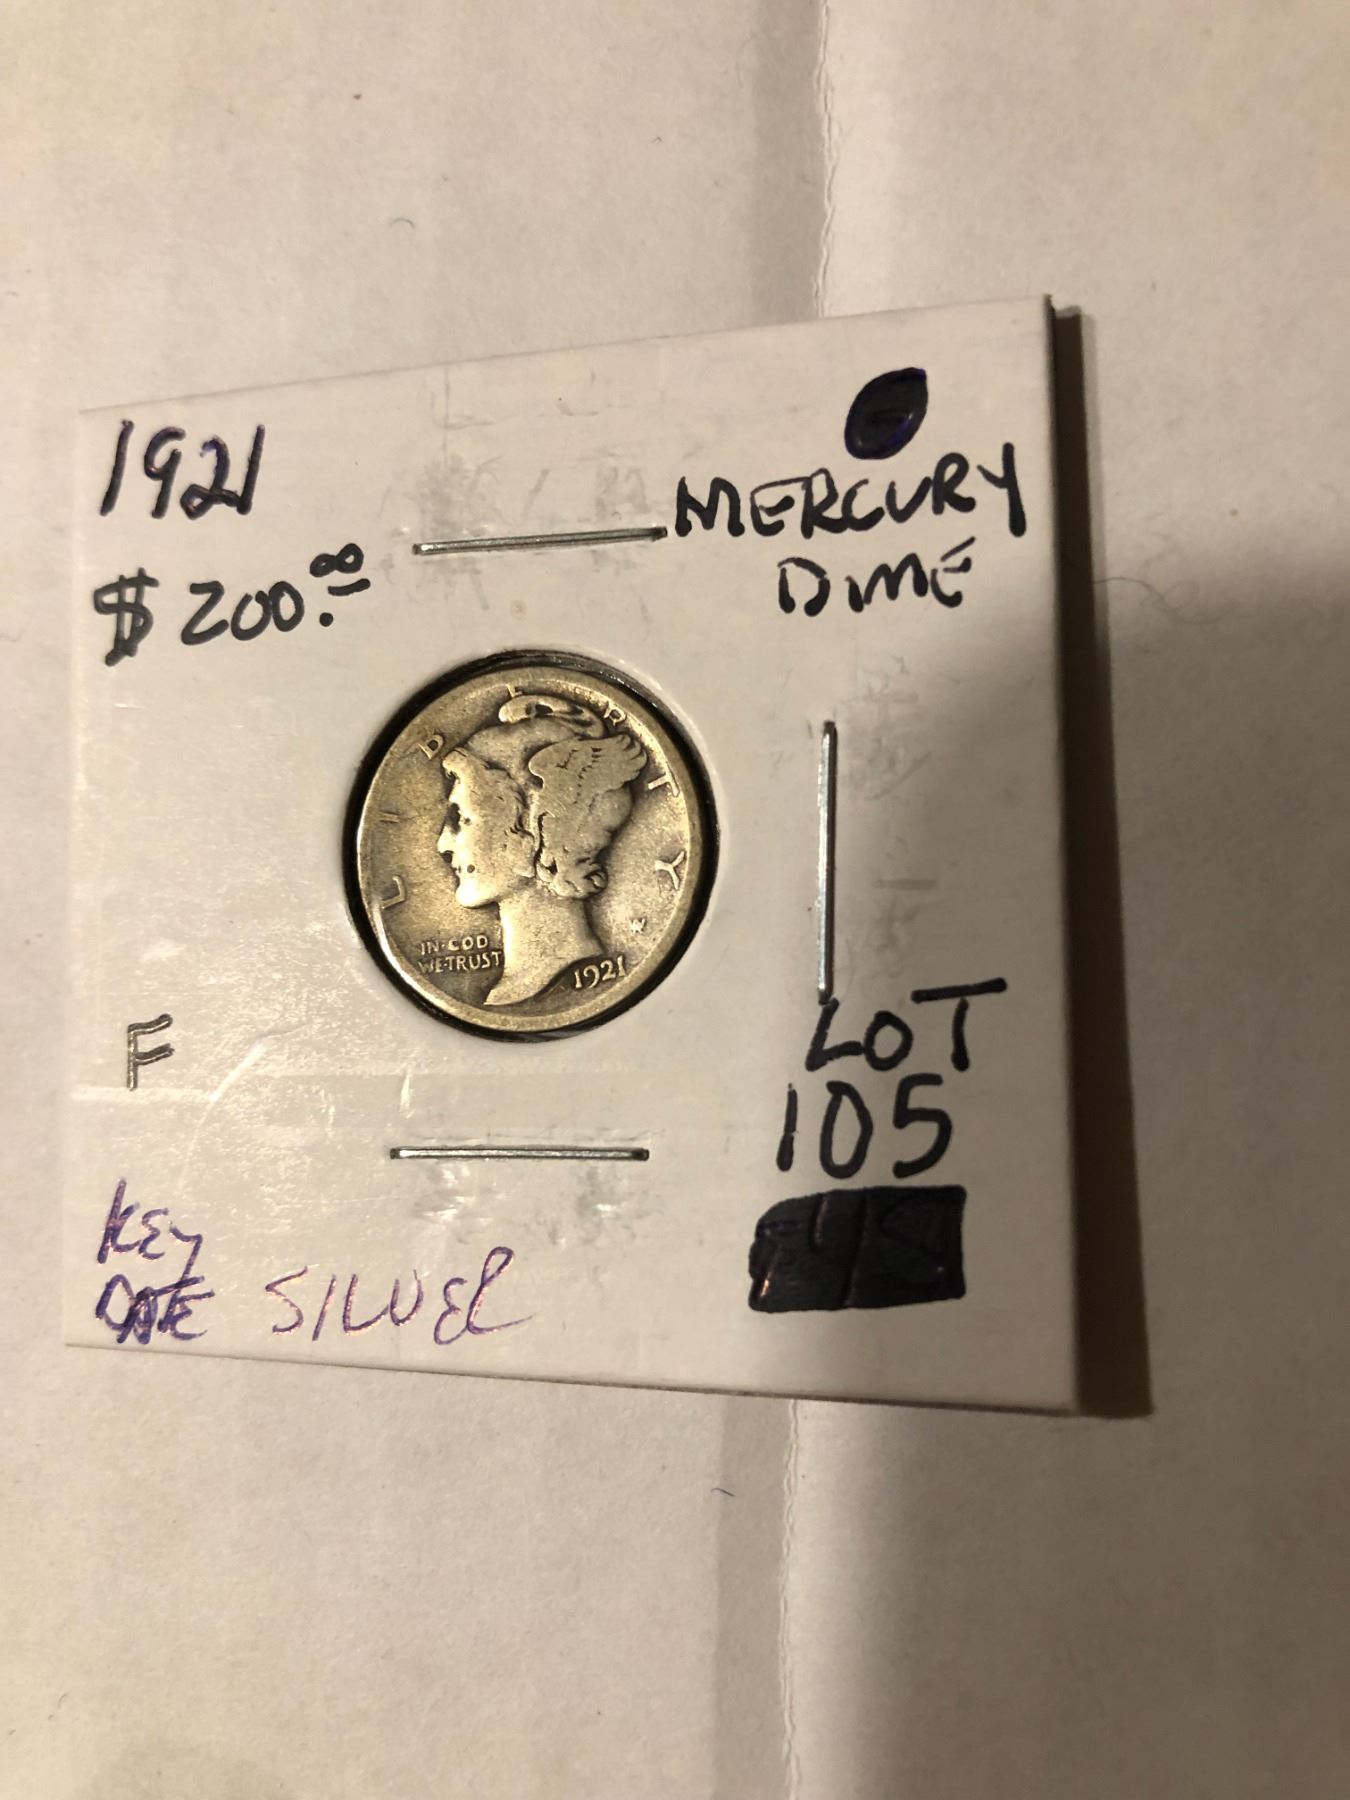 1921
$200.00
MERCURY
DIME
LIBERTY
IN·GOD
WE·TRUST
1921
W
F
LOT
105
KEY
DATE SILVER